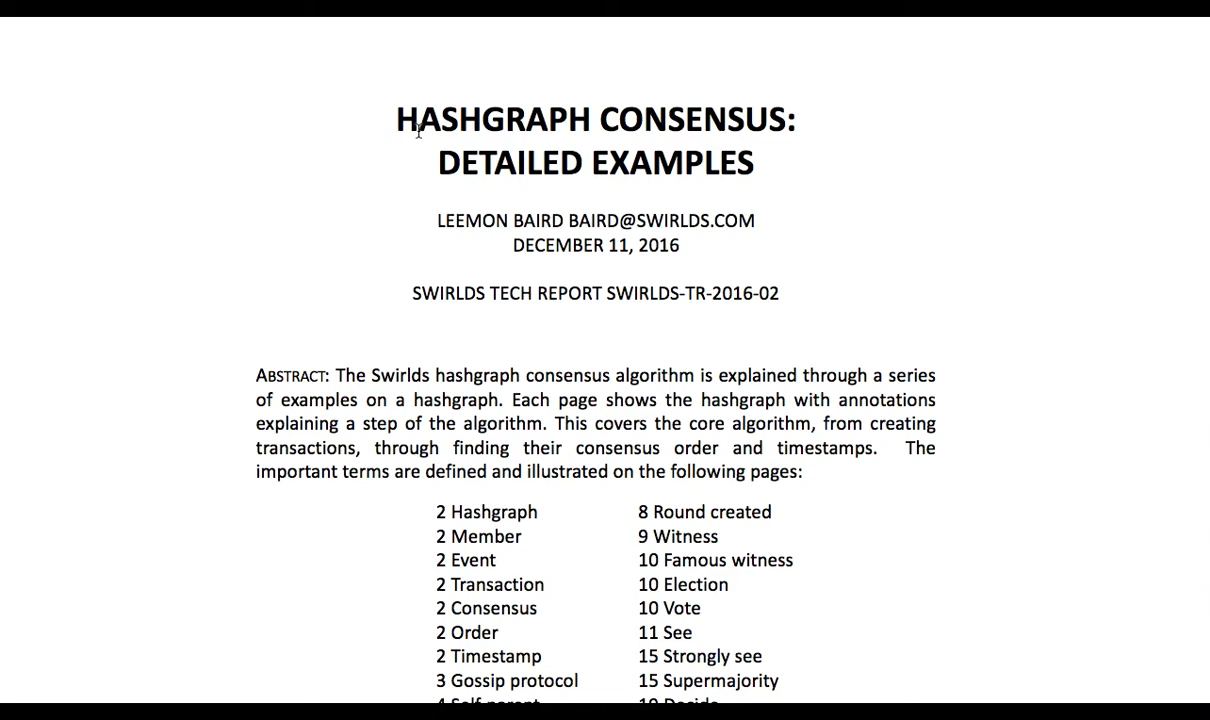 HASHGRAPH CONSENSUS:
DETAILED EXAMPLES
LEEMON BAIRD BAIRD@SWIRLDS.COM
DECEMBER 11, 2016
SWIRLDS TECH REPORT SWIRLDS-TR-2016-02
ABSTRACT: The Swirlds hashgraph consensus algorithm is explained through a series
of examples on a hashgraph. Each page shows the hashgraph with annotations
explaining a step of the algorithm. This covers the core algorithm, from creating
transactions, through finding their consensus order and timestamps. The
important terms are defined and illustrated on the following pages:
2 Hashgraph
2 Member
2 Event
2 Transaction
2 Consensus
2 Order
2 Timestamp
3 Gossip protocol
4 Self-parent
8 Round created
9 Witness
10 Famous witness
10 Election
10 Vote
11 See
15 Strongly see
15 Supermajority